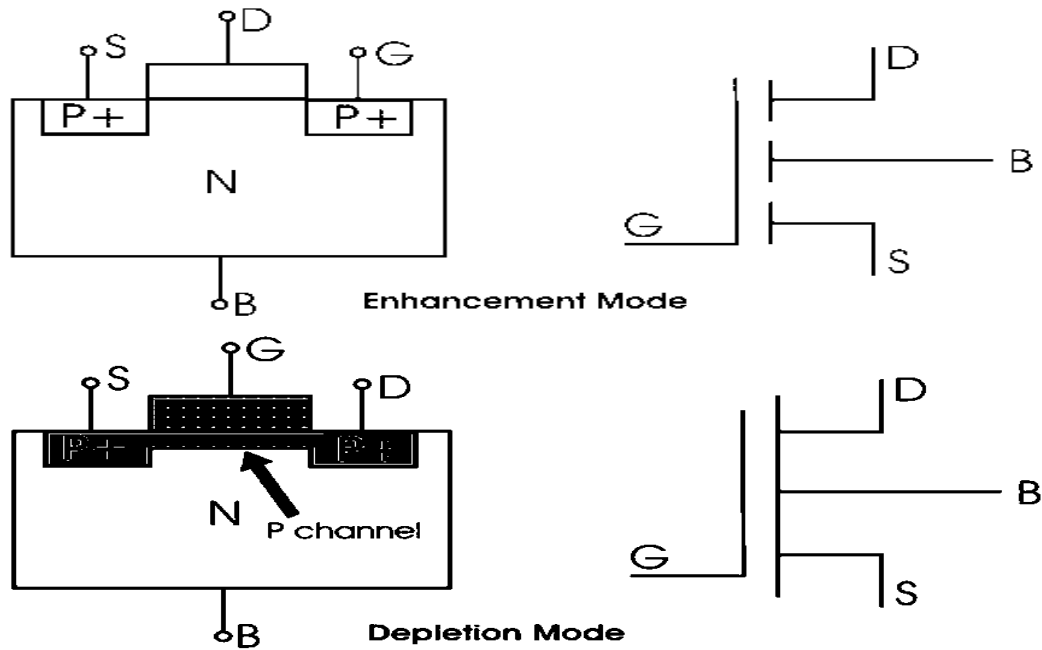 D
S G D
P+ P+
N B
G
S
B
Enhancement Mode
G
S D D
P+ P+
N B
P channel
G
S
B
Depletion Mode